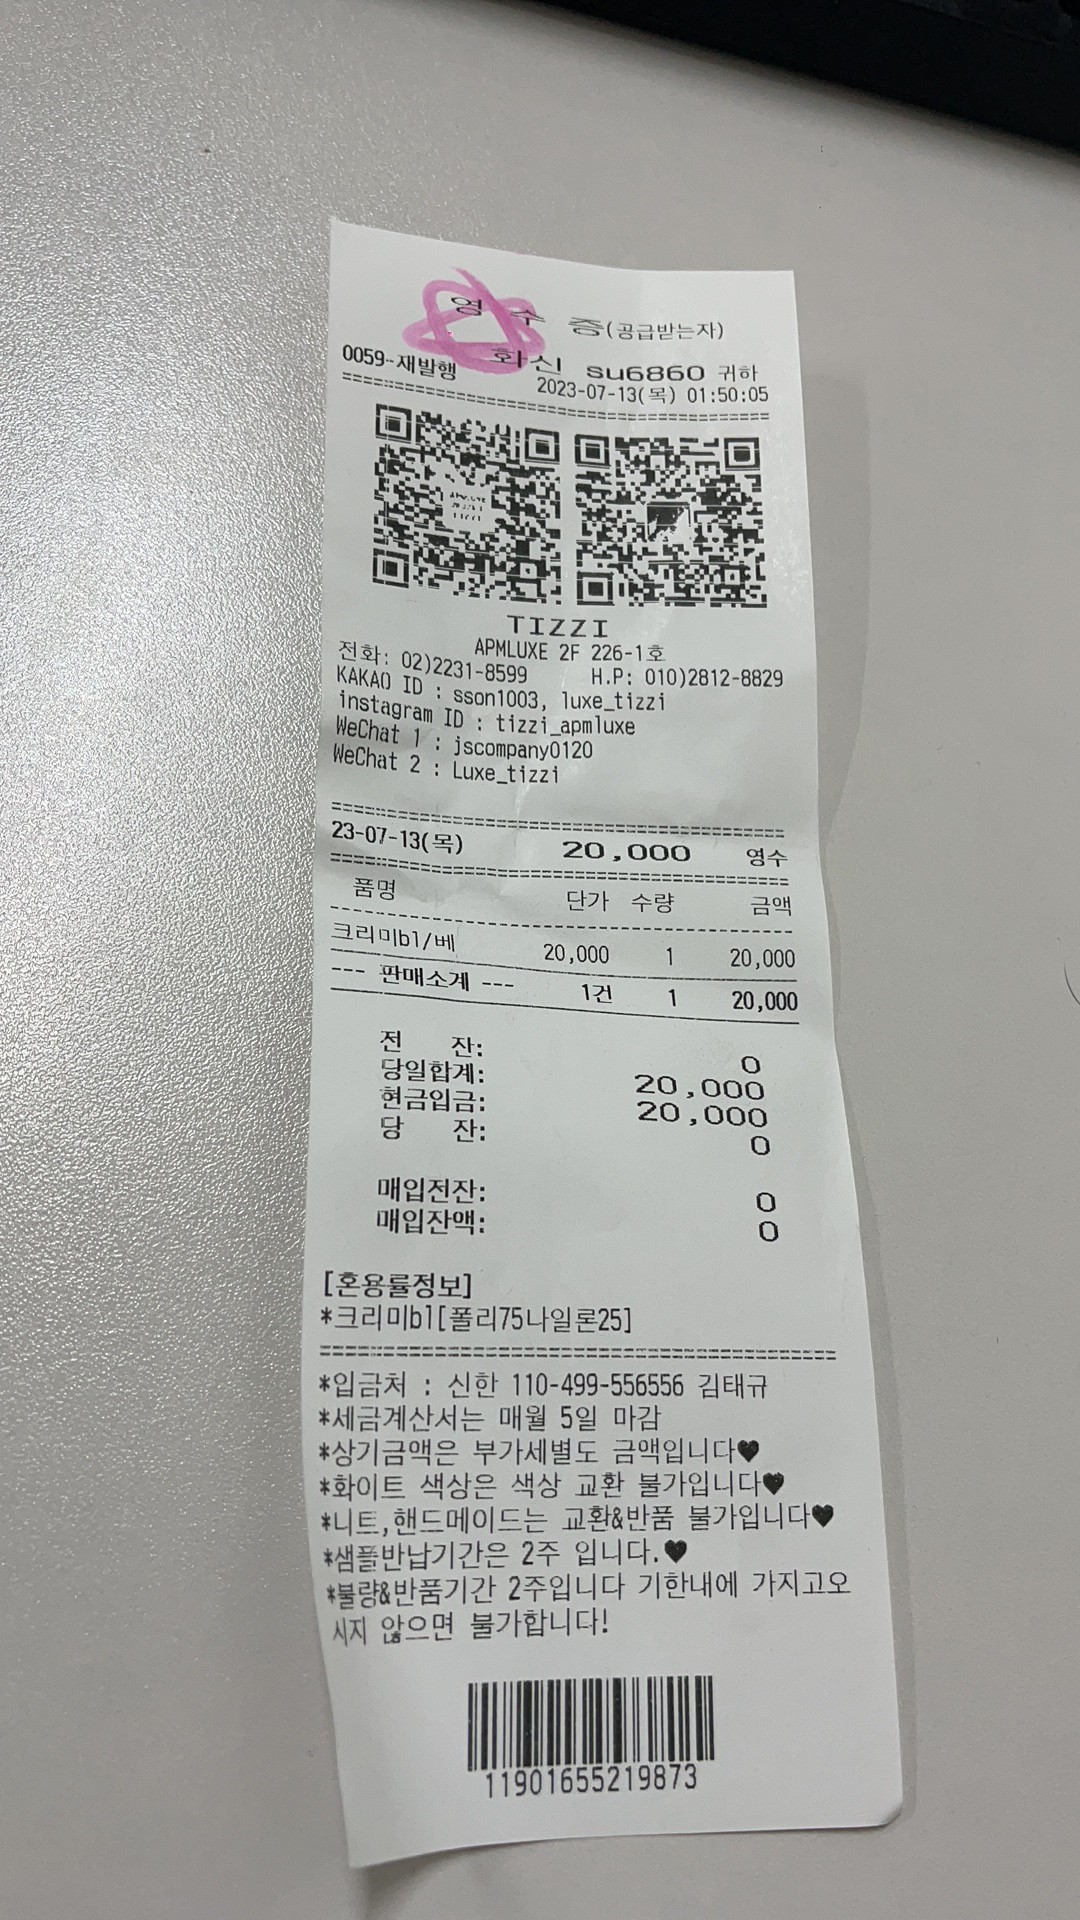 영 수 증(공급받는자)
화신 su6860 귀하
0059-재발행
2023-07-13(목) 01:50:05
TIZZI
APMLUXE 2F 226-1호
전화: 02)2231-8599 H.P: 010)2812-8829
KAKAO ID : sson1003, luxe_tizzi
instagram ID : tizzi_apmluxe
WeChat 1 : jscompany0120
WeChat 2 : Luxe_tizzi
23-07-13(목) 20,000 영수
품명 단가 수량 금액
크리미bl/베 20,000 1 20,000
--- 판매소계 --- 1건 1 20,000
전 잔: 0
당일합계: 20,000
현금입금: 20,000
당 잔: 0
매입전잔: 0
매입잔액: 0
[혼용률정보]
*크리미bl[폴리75나일론25]
*입금처 : 신한 110-499-556556 김태규
*세금계산서는 매월 5일 마감
*상기금액은 부가세별도 금액입니다♥
*화이트 색상은 색상 교환 불가입니다♥
*니트,핸드메이드는 교환&반품 불가입니다♥
*샘플반납기간은 2주 입니다.♥
*불량&반품기간 2주입니다 기한내에 가지고오
시지 않으면 불가합니다!
11901655219873